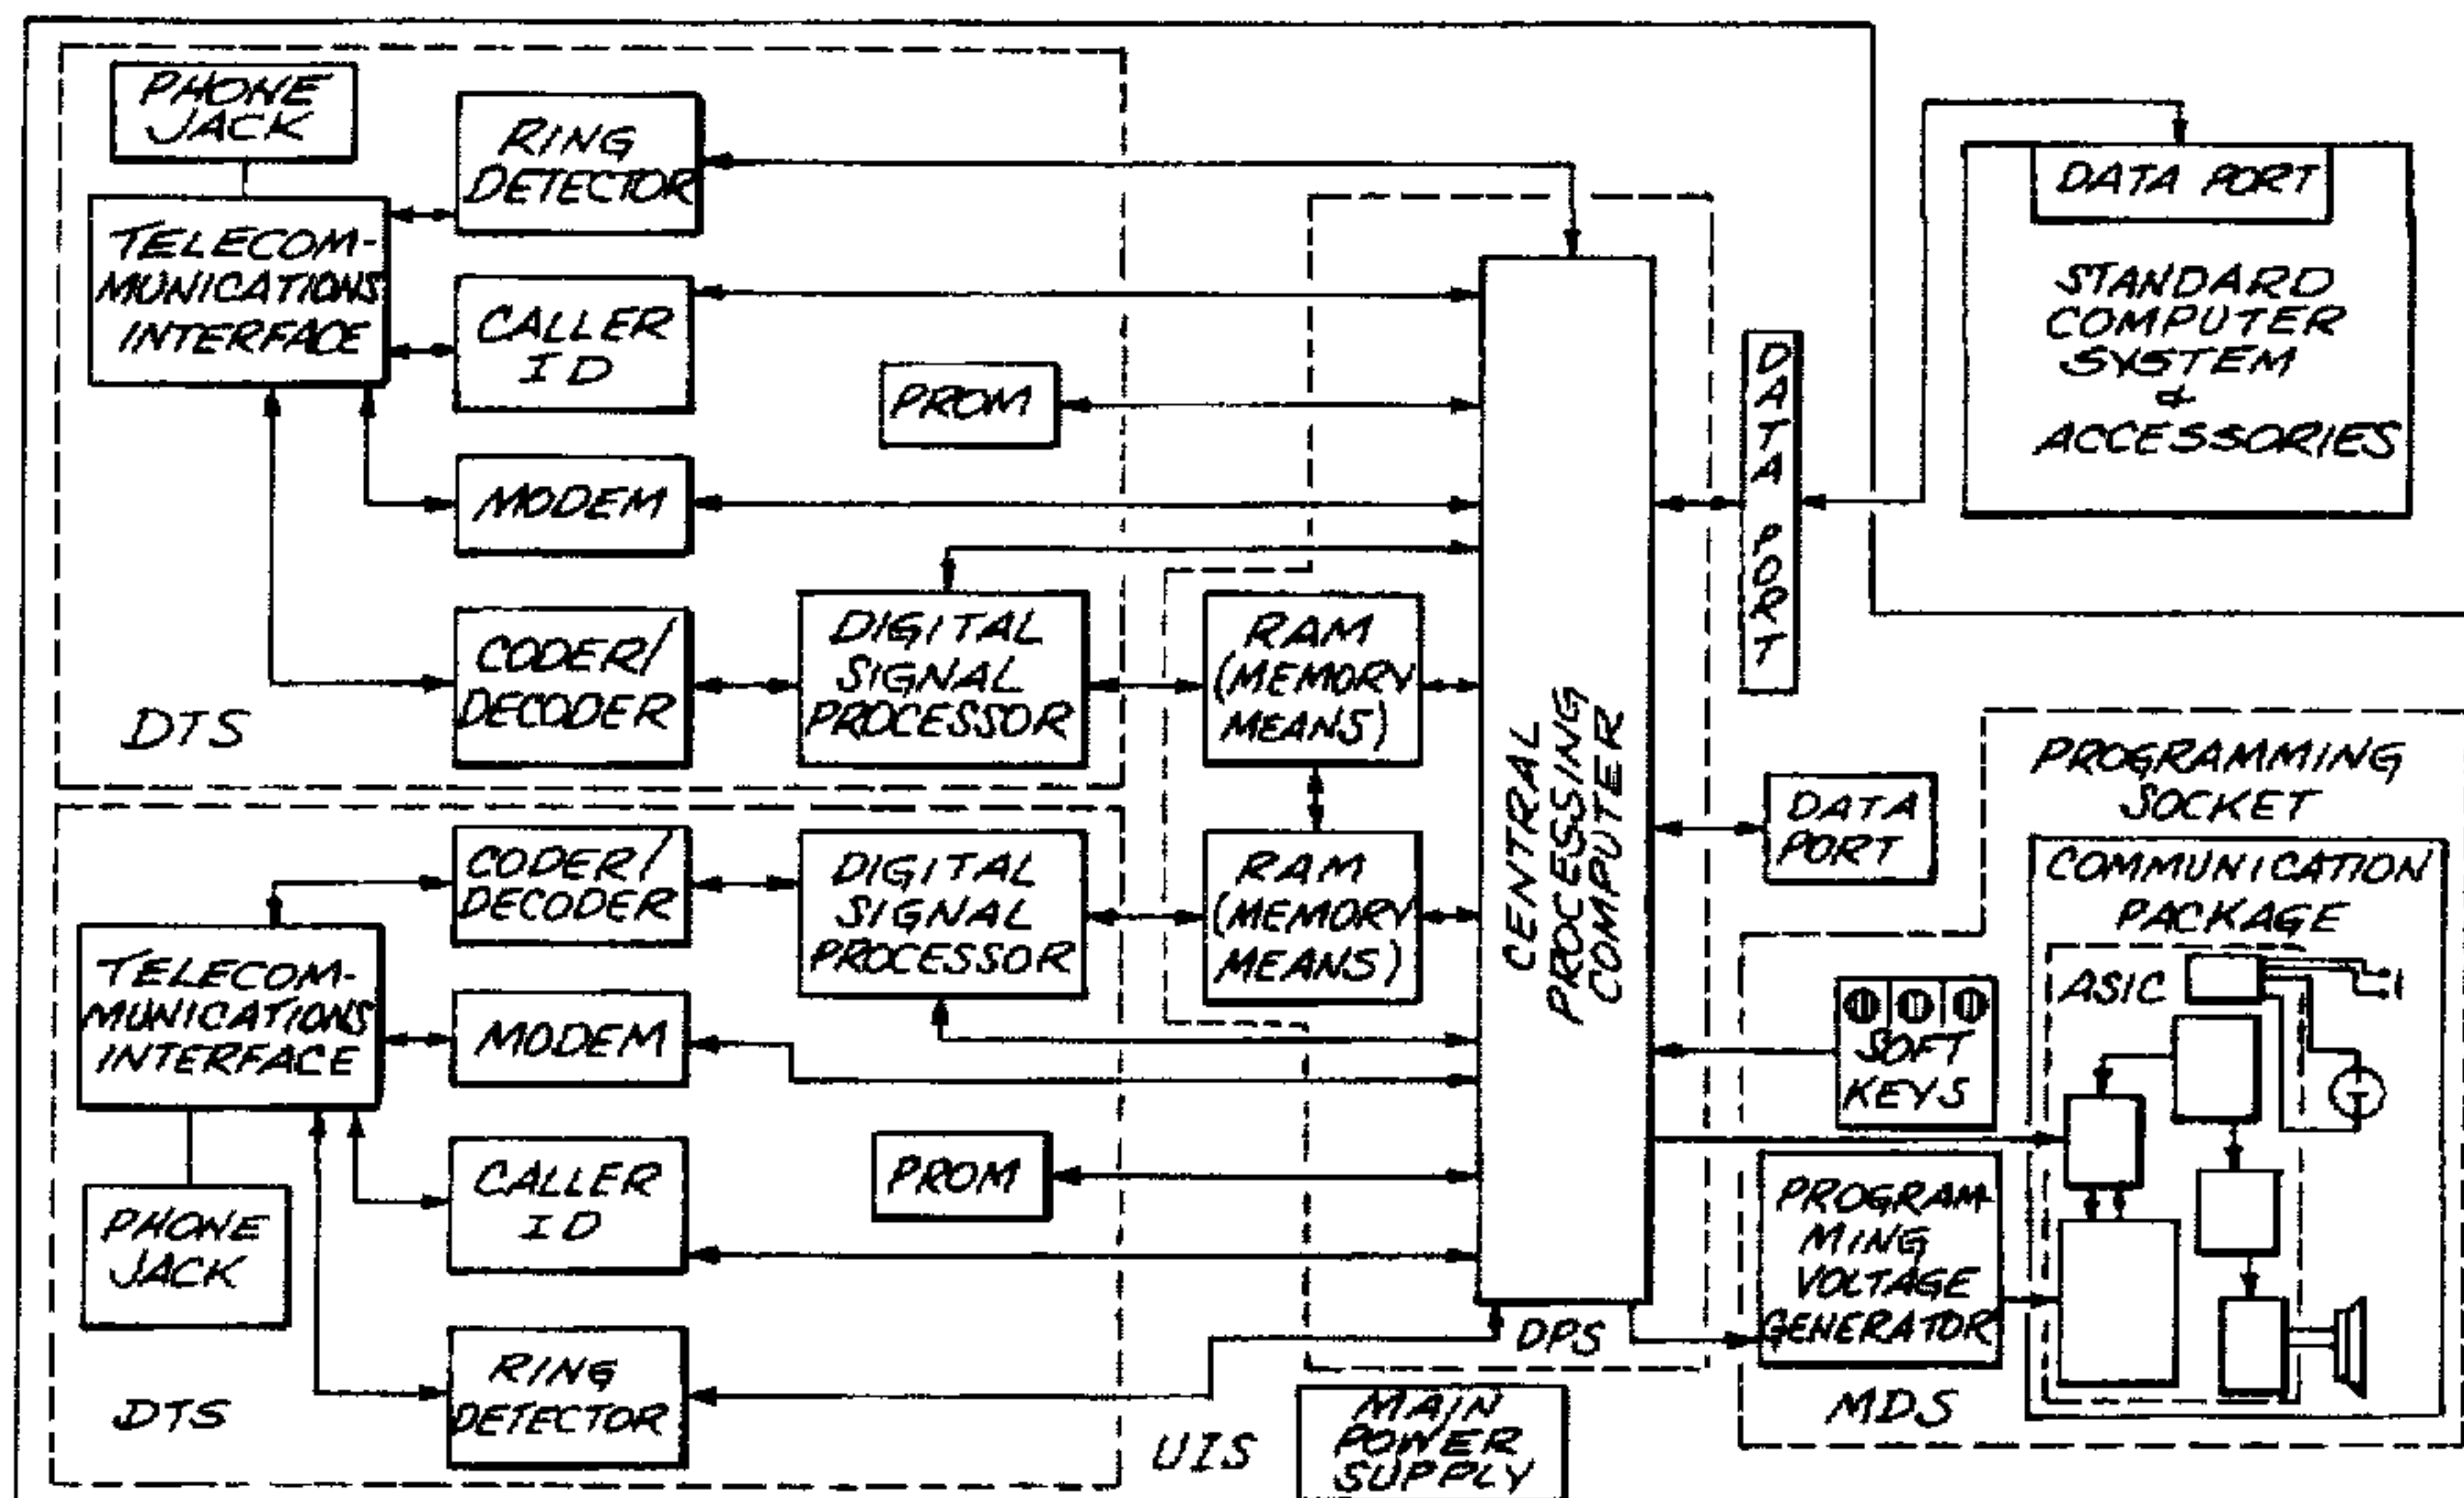 PHONE
JACK
RING
DETECTOR
TELECOM-
MUNICATIONS
INTERFACE
CALLER
ID
PROM
MODEM
CODER/
DECODER
DIGITAL
SIGNAL
PROCESSOR
RAM
(MEMORY
MEANS)
DTS
CENTRAL
PROCESSING
COMPUTER
DATA PORT
DATA PORT
STANDARD
COMPUTER
SYSTEM
&
ACCESSORIES
CODER/
DECODER
DIGITAL
SIGNAL
PROCESSOR
RAM
(MEMORY
MEANS)
TELECOM-
MUNICATIONS
INTERFACE
MODEM
PHONE
JACK
CALLER
ID
PROM
RING
DETECTOR
DTS
UIS
DPS
MAIN
POWER
SUPPLY
DATA
PORT
PROGRAMMING
SOCKET
COMMUNICATION
PACKAGE
ASIC
SOFT
KEYS
PROGRAM-
MING
VOLTAGE
GENERATOR
MDS